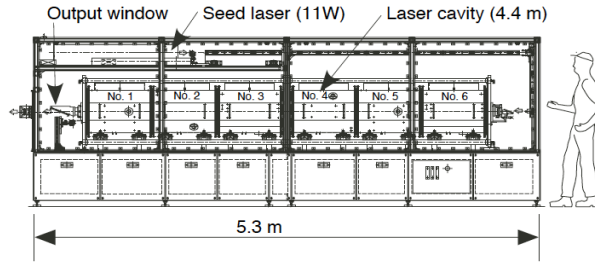 Output window
Seed laser (11W)
Laser cavity (4.4 m)
No. 1
No. 2
No. 3
No. 4
No. 5
No. 6
5.3 m